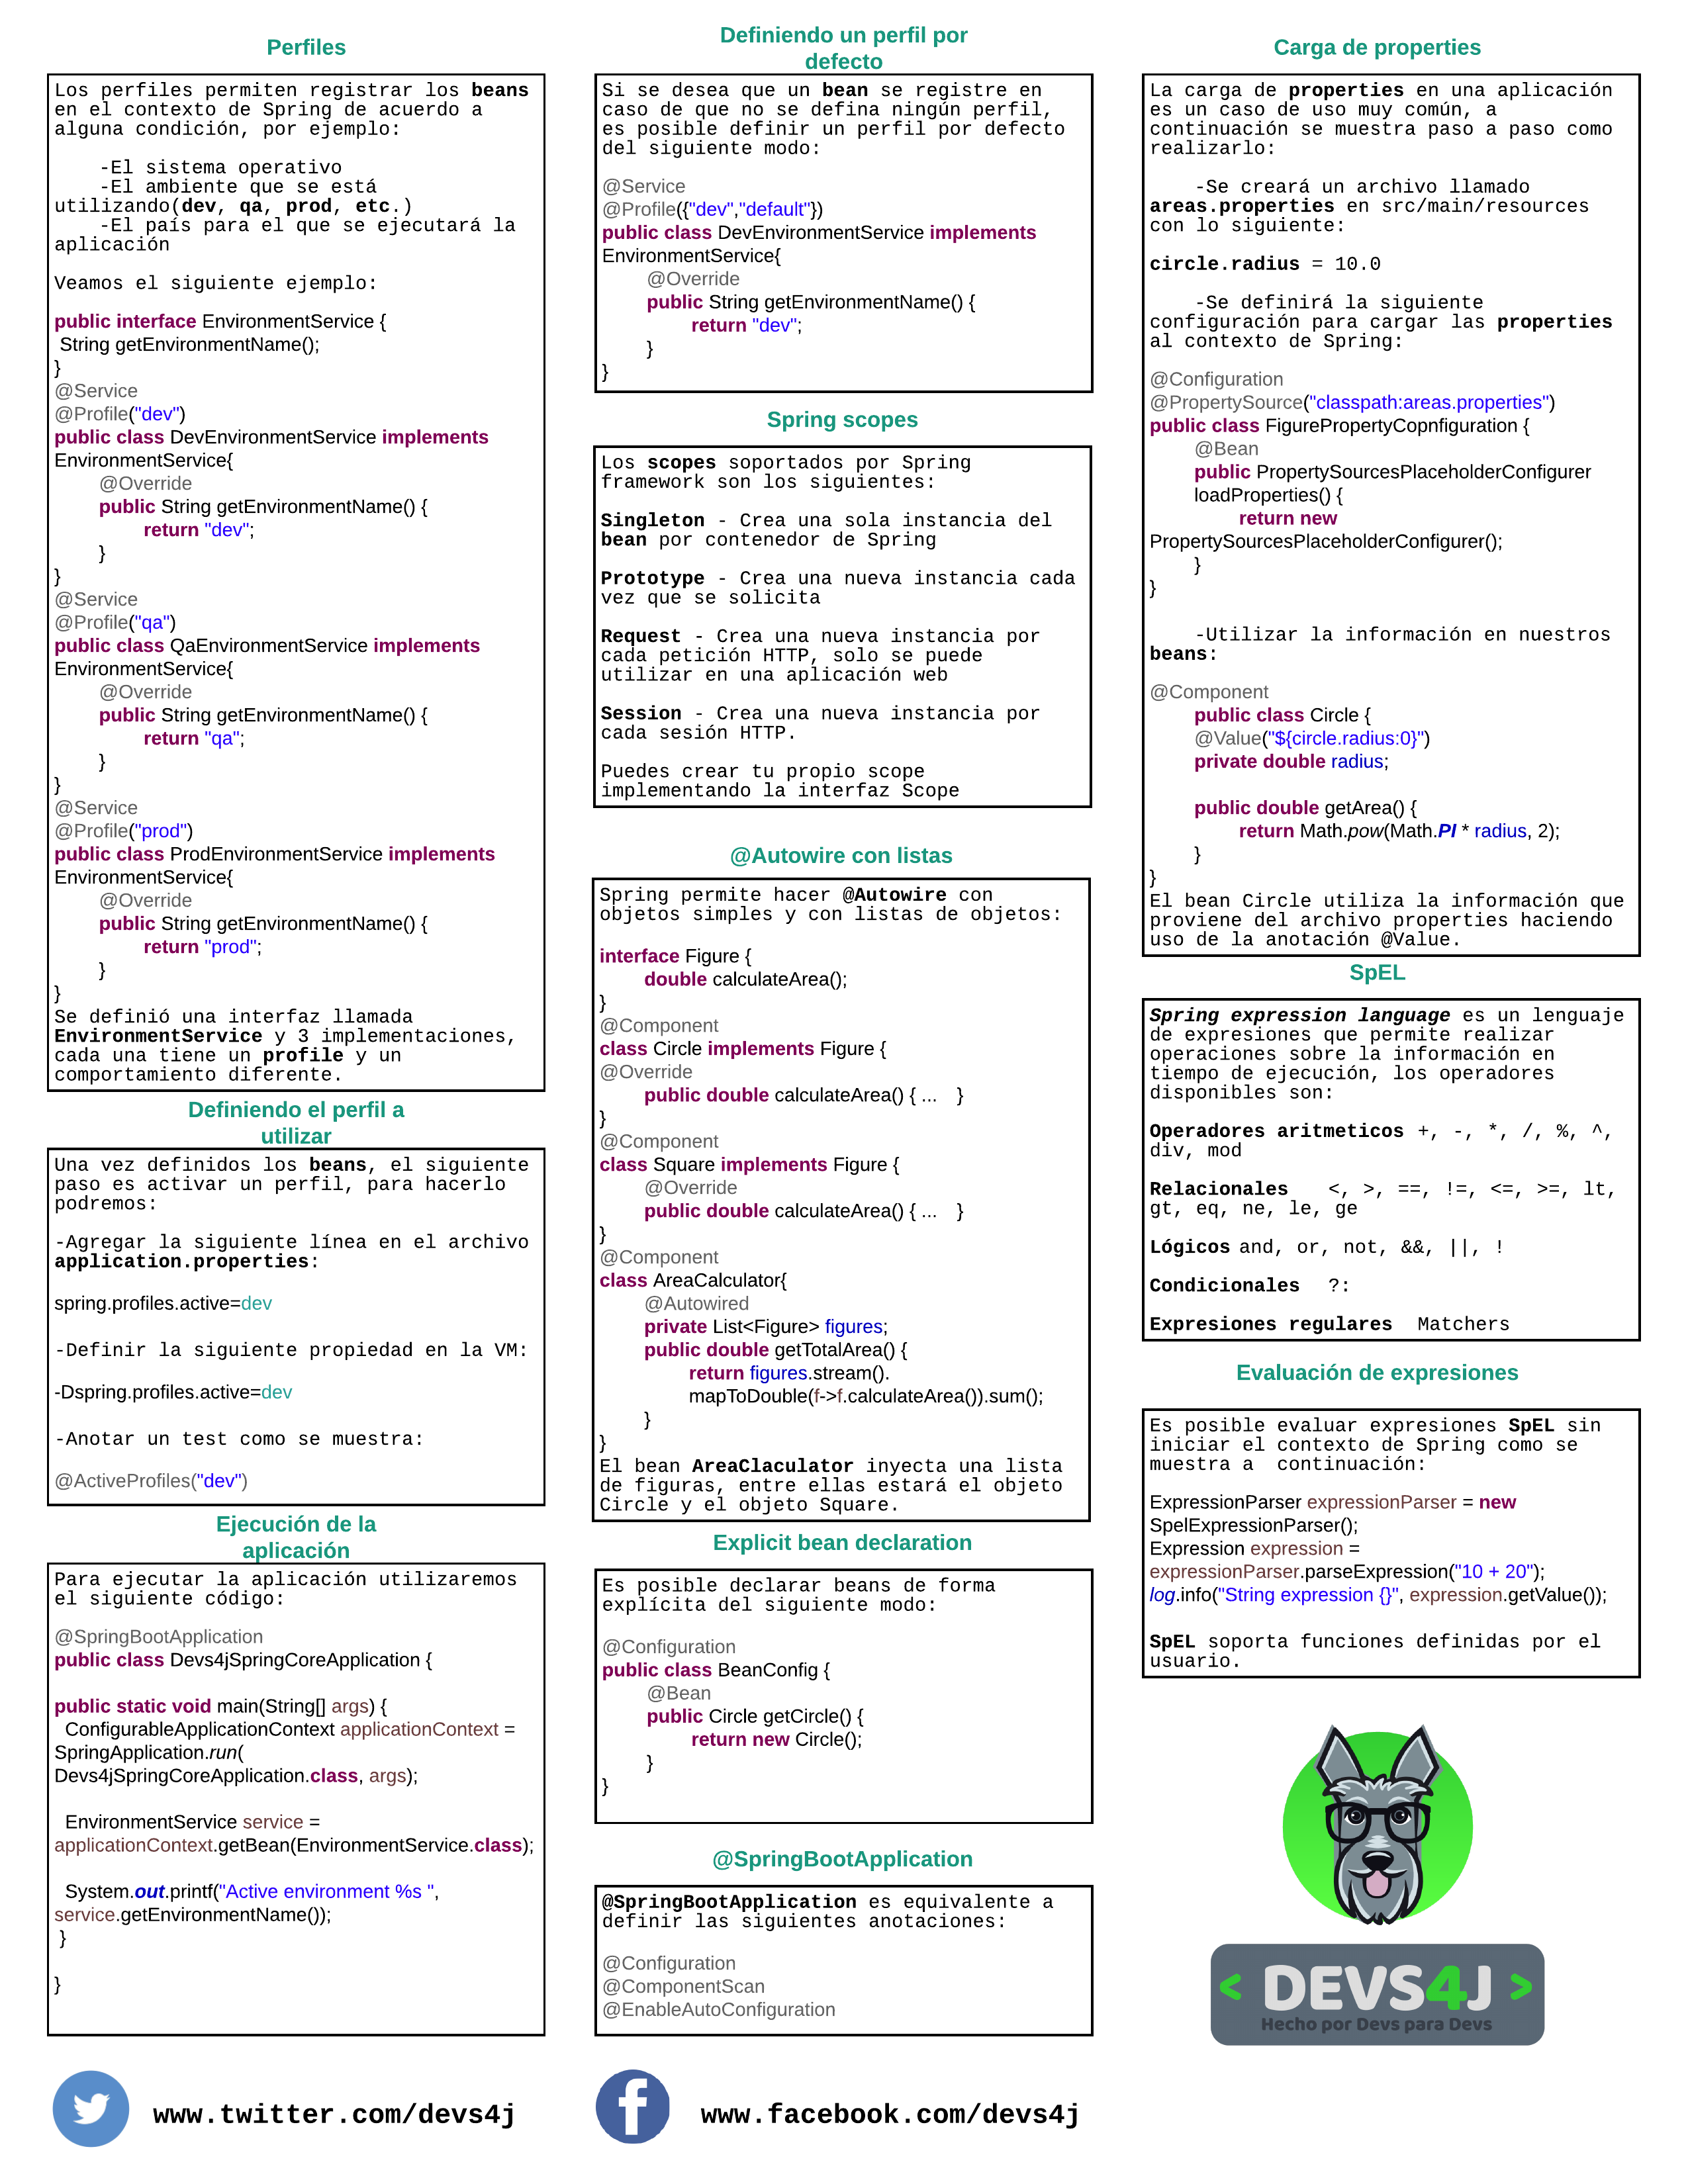 Perfiles
Los perfiles permiten registrar los beans
en el contexto de Spring de acuerdo a
alguna condición, por ejemplo:
-El sistema operativo
-El ambiente que se está
utilizando(dev, qa, prod, etc.)
-El país para el que se ejecutará la
aplicación
Veamos el siguiente ejemplo:
public interface EnvironmentService {
String getEnvironmentName();
}
@Service
@Profile("dev")
public class DevEnvironmentService implements
EnvironmentService{
@Override
public String getEnvironmentName() {
return "dev";
}
}
@Service
@Profile("qa")
public class QaEnvironmentService implements
EnvironmentService{
@Override
public String getEnvironmentName() {
return "qa";
}
}
@Service
@Profile("prod")
public class ProdEnvironmentService implements
EnvironmentService{
@Override
public String getEnvironmentName() {
return "prod";
}
}
Se definió una interfaz llamada
EnvironmentService y 3 implementaciones,
cada una tiene un profile y un
comportamiento diferente.
Definiendo el perfil a
utilizar
Una vez definidos los beans, el siguiente
paso es activar un perfil, para hacerlo
podremos:
-Agregar la siguiente línea en el archivo
application.properties:
spring.profiles.active=dev
-Definir la siguiente propiedad en la VM:
-Dspring.profiles.active=dev
-Anotar un test como se muestra:
@ActiveProfiles("dev")
Ejecución de la
aplicación
Para ejecutar la aplicación utilizaremos
el siguiente código:
@SpringBootApplication
public class Devs4jSpringCoreApplication {
public static void main(String[] args) {
ConfigurableApplicationContext applicationContext =
SpringApplication.run(
Devs4jSpringCoreApplication.class, args);
EnvironmentService service =
applicationContext.getBean(EnvironmentService.class);
System.out.printf("Active environment %s ",
service.getEnvironmentName());
}
}
www.twitter.com/devs4j
Definiendo un perfil por
defecto
Si se desea que un bean se registre en
caso de que no se defina ningún perfil,
es posible definir un perfil por defecto
del siguiente modo:
@Service
@Profile({"dev","default"})
public class DevEnvironmentService implements
EnvironmentService{
@Override
public String getEnvironmentName() {
return "dev";
}
}
Spring scopes
Los scopes soportados por Spring
framework son los siguientes:
Singleton - Crea una sola instancia del
bean por contenedor de Spring
Prototype - Crea una nueva instancia cada
vez que se solicita
Request - Crea una nueva instancia por
cada petición HTTP, solo se puede
utilizar en una aplicación web
Session - Crea una nueva instancia por
cada sesión HTTP.
Puedes crear tu propio scope
implementando la interfaz Scope
@Autowire con listas
Spring permite hacer @Autowire con
objetos simples y con listas de objetos:
interface Figure {
double calculateArea();
}
@Component
class Circle implements Figure {
@Override
public double calculateArea() { ... }
}
@Component
class Square implements Figure {
@Override
public double calculateArea() { ... }
}
@Component
class AreaCalculator{
@Autowired
private List<Figure> figures;
public double getTotalArea() {
return figures.stream().
mapToDouble(f->f.calculateArea()).sum();
}
}
El bean AreaClaculator inyecta una lista
de figuras, entre ellas estará el objeto
Circle y el objeto Square.
Explicit bean declaration
Es posible declarar beans de forma
explícita del siguiente modo:
@Configuration
public class BeanConfig {
@Bean
public Circle getCircle() {
return new Circle();
}
}
@SpringBootApplication
@SpringBootApplication es equivalente a
definir las siguientes anotaciones:
@Configuration
@ComponentScan
@EnableAutoConfiguration
www.facebook.com/devs4j
Carga de properties
La carga de properties en una aplicación
es un caso de uso muy común, a
continuación se muestra paso a paso como
realizarlo:
-Se creará un archivo llamado
areas.properties en src/main/resources
con lo siguiente:
circle.radius = 10.0
-Se definirá la siguiente
configuración para cargar las properties
al contexto de Spring:
@Configuration
@PropertySource("classpath:areas.properties")
public class FigurePropertyCopnfiguration {
@Bean
public PropertySourcesPlaceholderConfigurer
loadProperties() {
return new
PropertySourcesPlaceholderConfigurer();
}
}
-Utilizar la información en nuestros
beans:
@Component
public class Circle {
@Value("${circle.radius:0}")
private double radius;
public double getArea() {
return Math.pow(Math.PI * radius, 2);
}
}
El bean Circle utiliza la información que
proviene del archivo properties haciendo
uso de la anotación @Value.
SpEL
Spring expression language es un lenguaje
de expresiones que permite realizar
operaciones sobre la información en
tiempo de ejecución, los operadores
disponibles son:
Operadores aritmeticos +, -, *, /, %, ^,
div, mod
Relacionales <, >, ==, !=, <=, >=, lt,
gt, eq, ne, le, ge
Lógicos and, or, not, &&, ||, !
Condicionales ?:
Expresiones regulares Matchers
Evaluación de expresiones
Es posible evaluar expresiones SpEL sin
iniciar el contexto de Spring como se
muestra a continuación:
ExpressionParser expressionParser = new
SpelExpressionParser();
Expression expression =
expressionParser.parseExpression("10 + 20");
log.info("String expression {}", expression.getValue());
SpEL soporta funciones definidas por el
usuario.
< DEVS4J >
Hecho por Devs para Devs